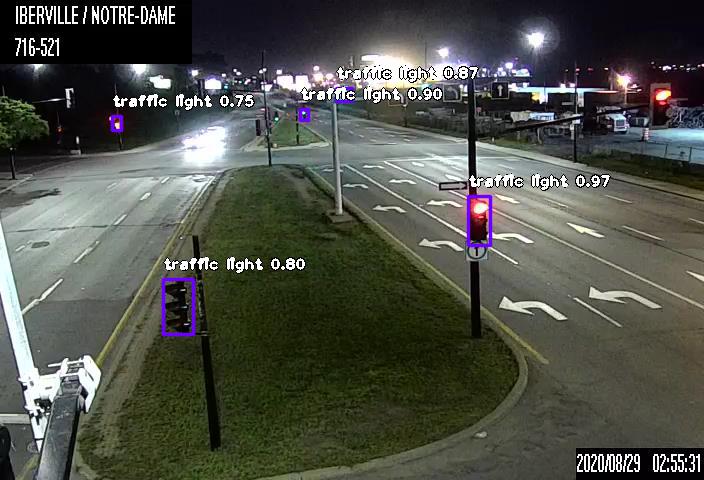 IBERVILLE / NOTRE-DAME
716-521
traffic light 0.87
traffic light 0.90
traffic light 0.75
traffic light 0.97
traffic light 0.80
2020/08/29 02:55:31